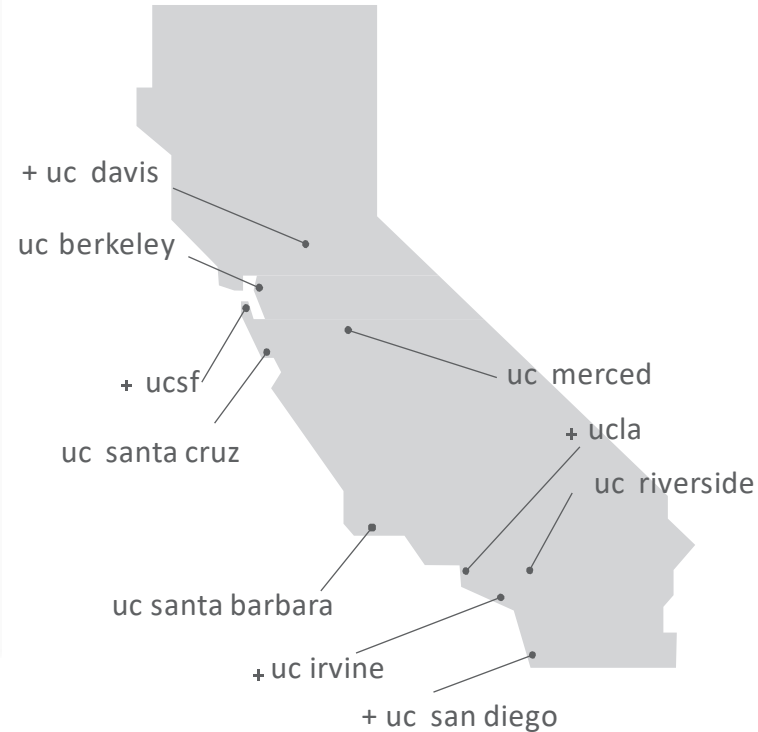 + uc davis
uc berkeley
+ ucsf
uc merced
+ ucla
uc santa cruz
uc riverside
uc santa barbara
+ uc irvine
+ uc san diego